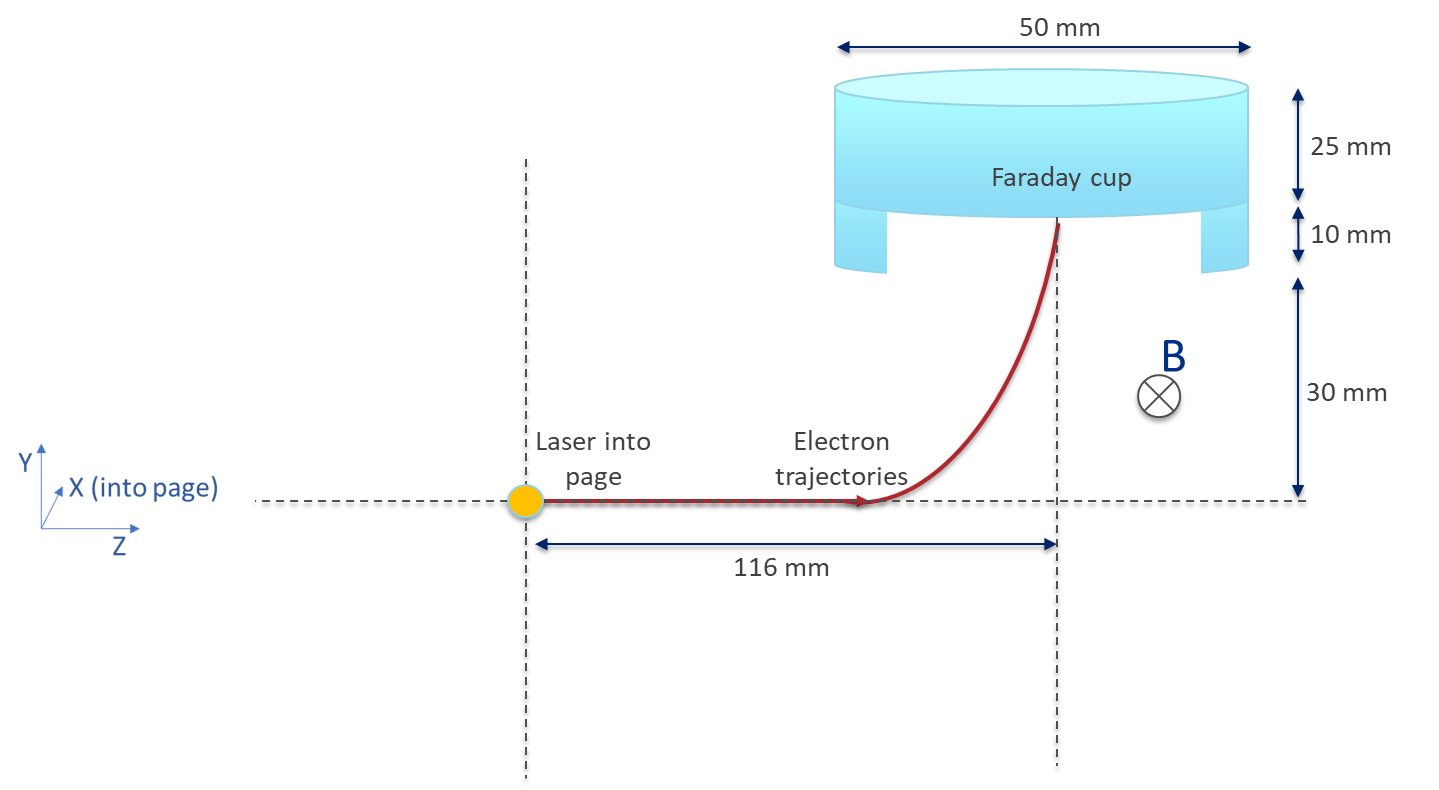 50 mm
25 mm
Faraday cup
10 mm
B
30 mm
Laser into
page
Electron
trajectories
Y
X (into page)
Z
116 mm